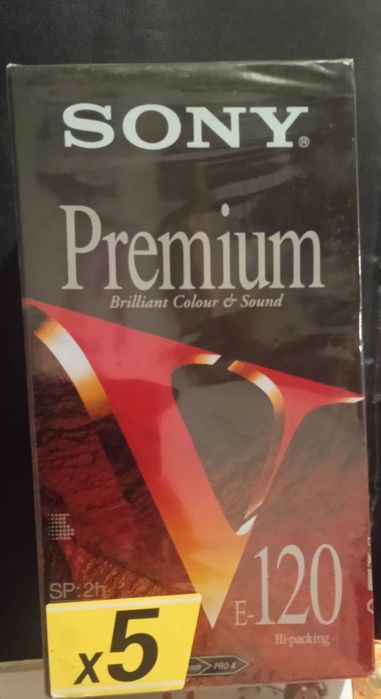 SONY®
Premium
Brilliant Colour & Sound
V
SP: 2h
E-120
Hi-packing
x5
PRO-X